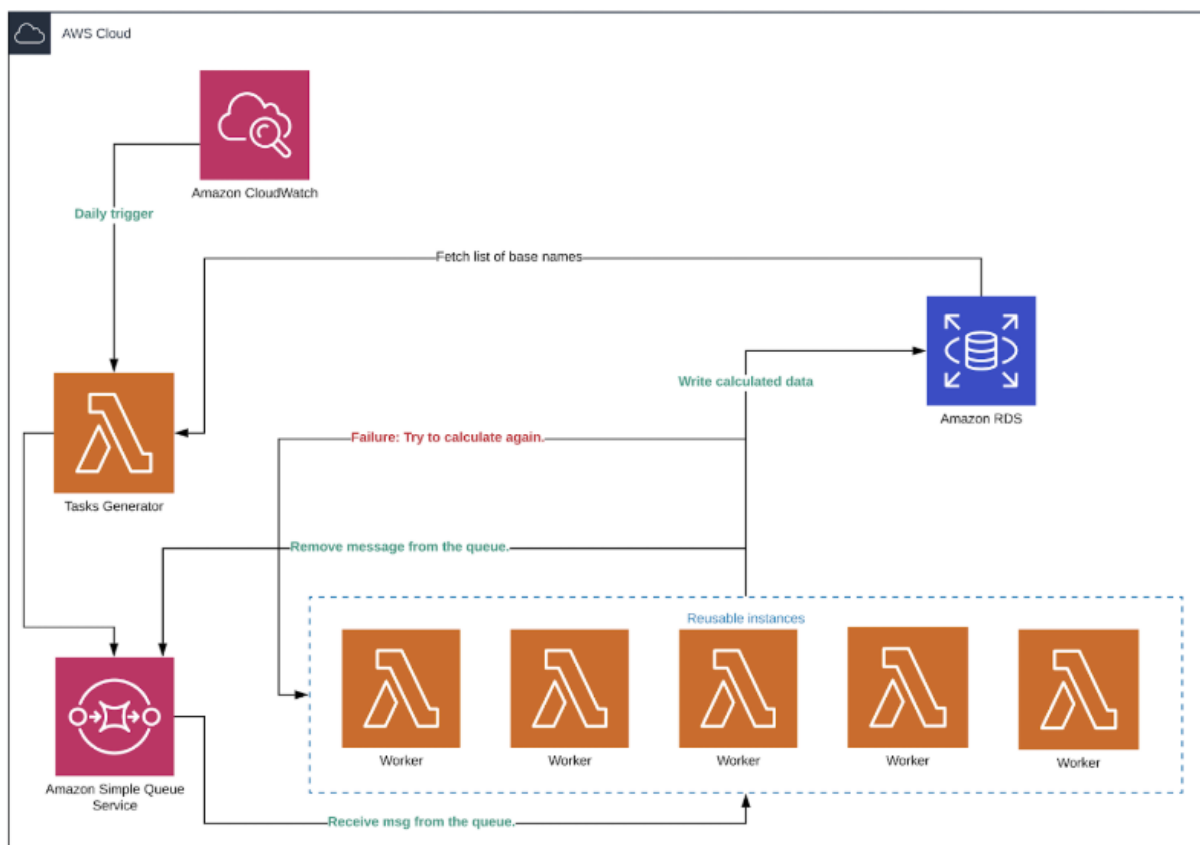 AWS Cloud
Amazon CloudWatch
Daily trigger
Fetch list of base names
Write calculated data
Amazon RDS
Failure: Try to calculate again.
Tasks Generator
Remove message from the queue.
Reusable instances
Worker
Worker
Worker
Worker
Worker
Amazon Simple Queue
Service
Receive msg from the queue.